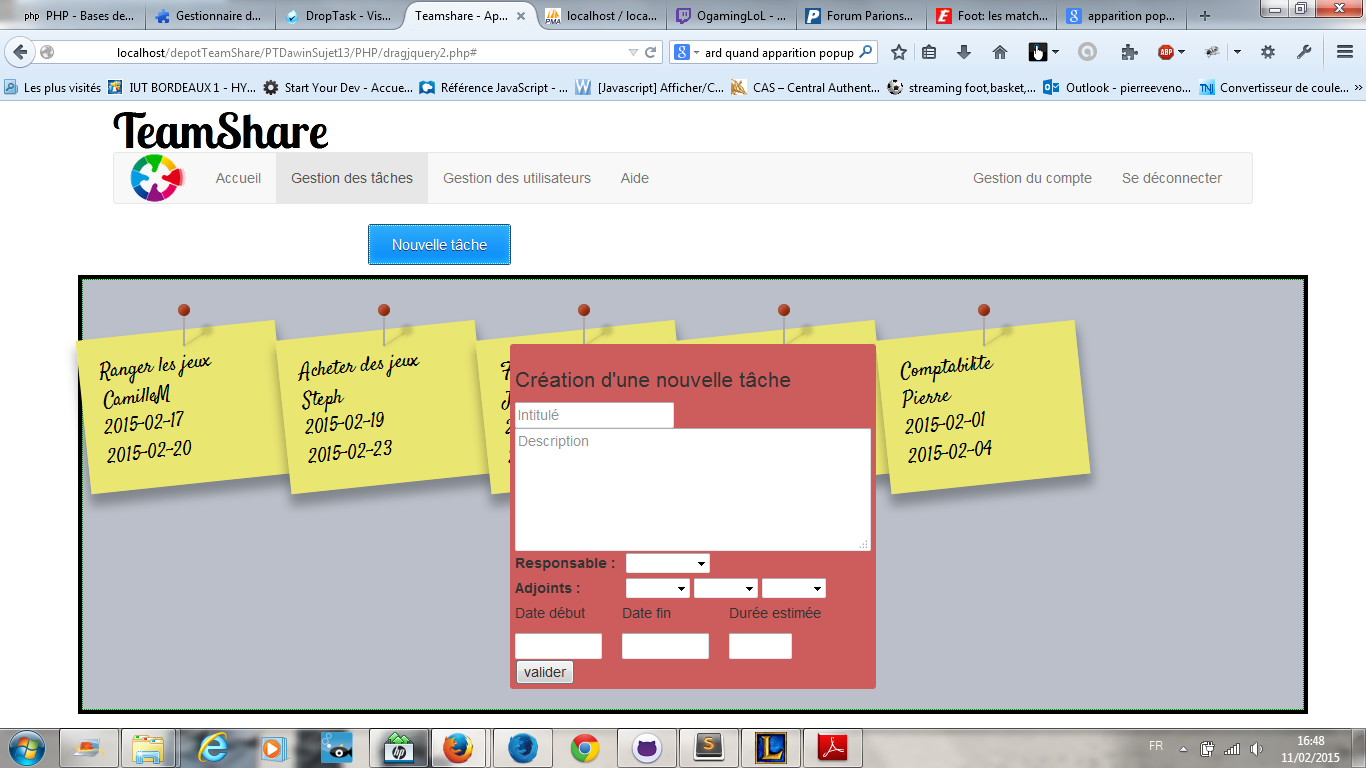 php PHP - Bases de...
Gestionnaire d...
DropTask - Vis...
Teamshare - Ap...
localhost / loca...
OgamingLoL - ...
Forum Parions...
Foot : les match...
apparition pop...
localhost/depotTeamShare/PTDawinSujet13/PHP/dragjquery2.php#
ard quand apparition popup
Les plus visités
IUT BORDEAUX 1 - HY...
Start Your Dev - Accue...
Référence JavaScript - ...
[Javascript] Afficher/C...
CAS – Central Authent...
streaming foot,basket,...
Outlook - pierreeveno...
Convertisseur de coule...
TeamShare
Accueil
Gestion des tâches
Gestion des utilisateurs
Aide
Gestion du compte
Se déconnecter
Nouvelle tâche
Ranger les jeux
CamilleM
2015-02-17
2015-02-20
Acheter des jeux
Steph
2015-02-19
2015-02-23
Comptabilite
Pierre
2015-02-01
2015-02-04
Création d'une nouvelle tâche
Intitulé
Description
Responsable :
Adjoints :
Date début
Date fin
Durée estimée
valider
FR
16:48
11/02/2015